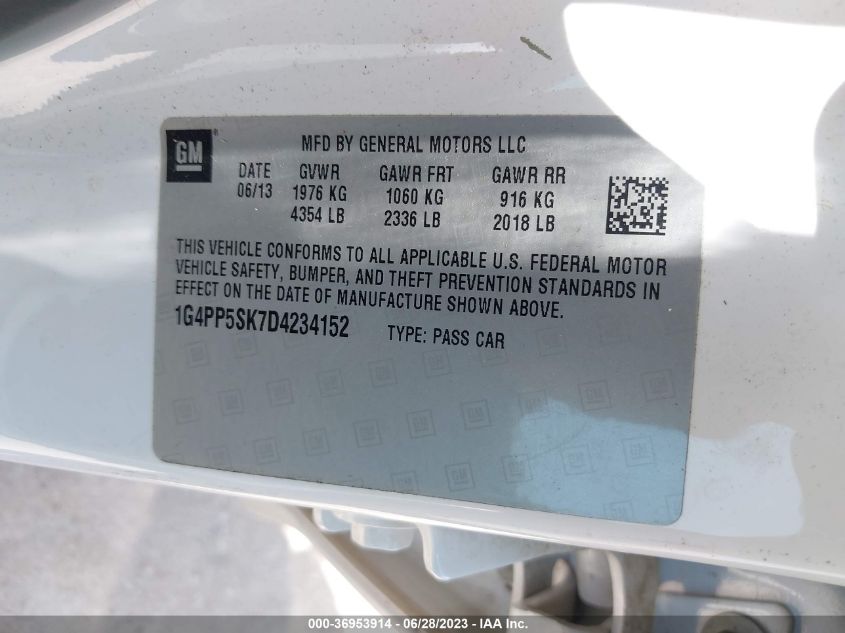 GM
MFD BY GENERAL MOTORS LLC
DATE GVWR GAWR FRT GAWR RR
06/13 1976 KG 1060 KG 916 KG
4354 LB 2336 LB 2018 LB
THIS VEHICLE CONFORMS TO ALL APPLICABLE U.S. FEDERAL MOTOR
VEHICLE SAFETY, BUMPER, AND THEFT PREVENTION STANDARDS IN
EFFECT ON THE DATE OF MANUFACTURE SHOWN ABOVE.
1G4PP5SK7D4234152 TYPE: PASS CAR
000-36953914 - 06/28/2023 - IAA Inc.